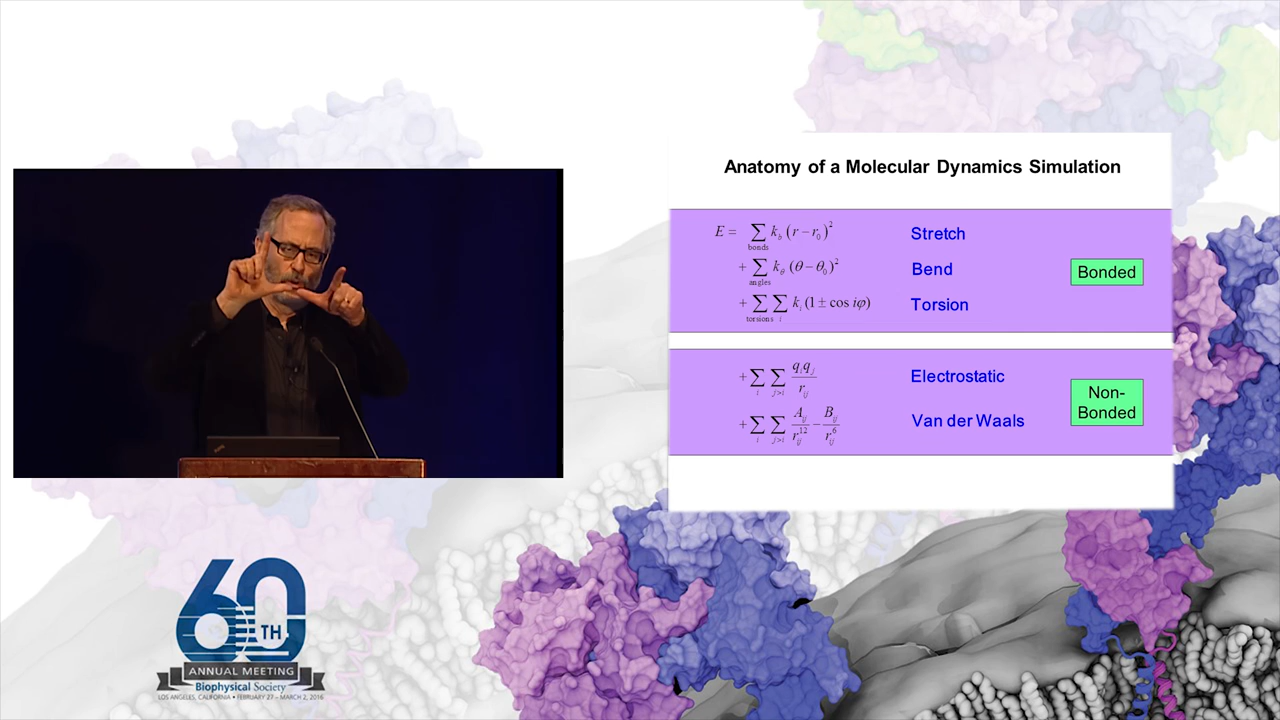 Anatomy of a Molecular Dynamics Simulation
E = ∑ k_b (r − r_0)^2 Stretch
bonds
+ ∑ k_θ (θ − θ_0)^2 Bend
angles
+ ∑ ∑ k_i (1 ± cos iφ) Torsion
torsions i
Bonded
+ ∑_i ∑_{j>i} q_i q_j / r_ij Electrostatic
+ ∑_i ∑_{j>i} A_ij / r_ij^12 − B_ij / r_ij^6 Van der Waals
Non-
Bonded
60TH
ANNUAL MEETING
Biophysical Society
LOS ANGELES, CALIFORNIA • FEBRUARY 27 – MARCH 2, 2016